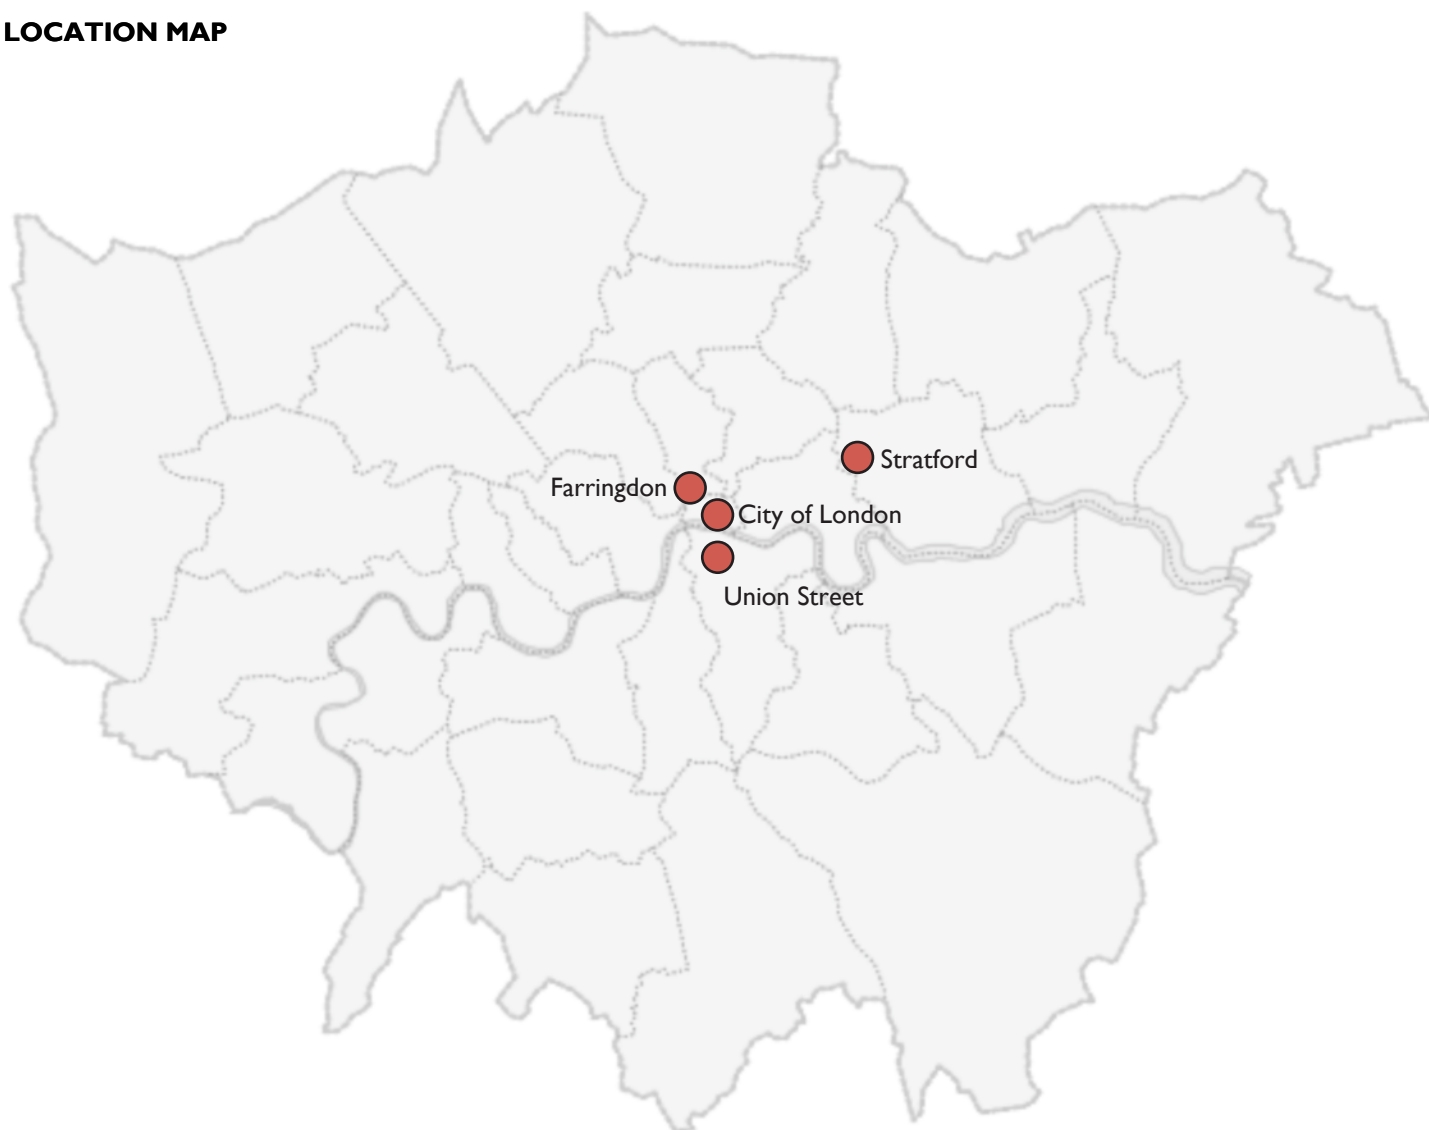 LOCATION MAP
Stratford
Farringdon
City of London
Union Street